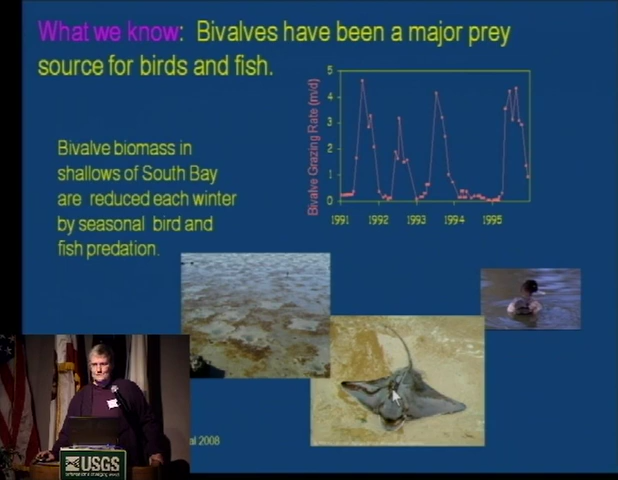 What we know: Bivalves have been a major prey
source for birds and fish.
Bivalve biomass in
shallows of South Bay
are reduced each winter
by seasonal bird and
fish predation.
Bivalve Grazing Rate (m/d)
5
4
3
2
1
0
1991 1992 1993 1994 1995
al 2008
USGS